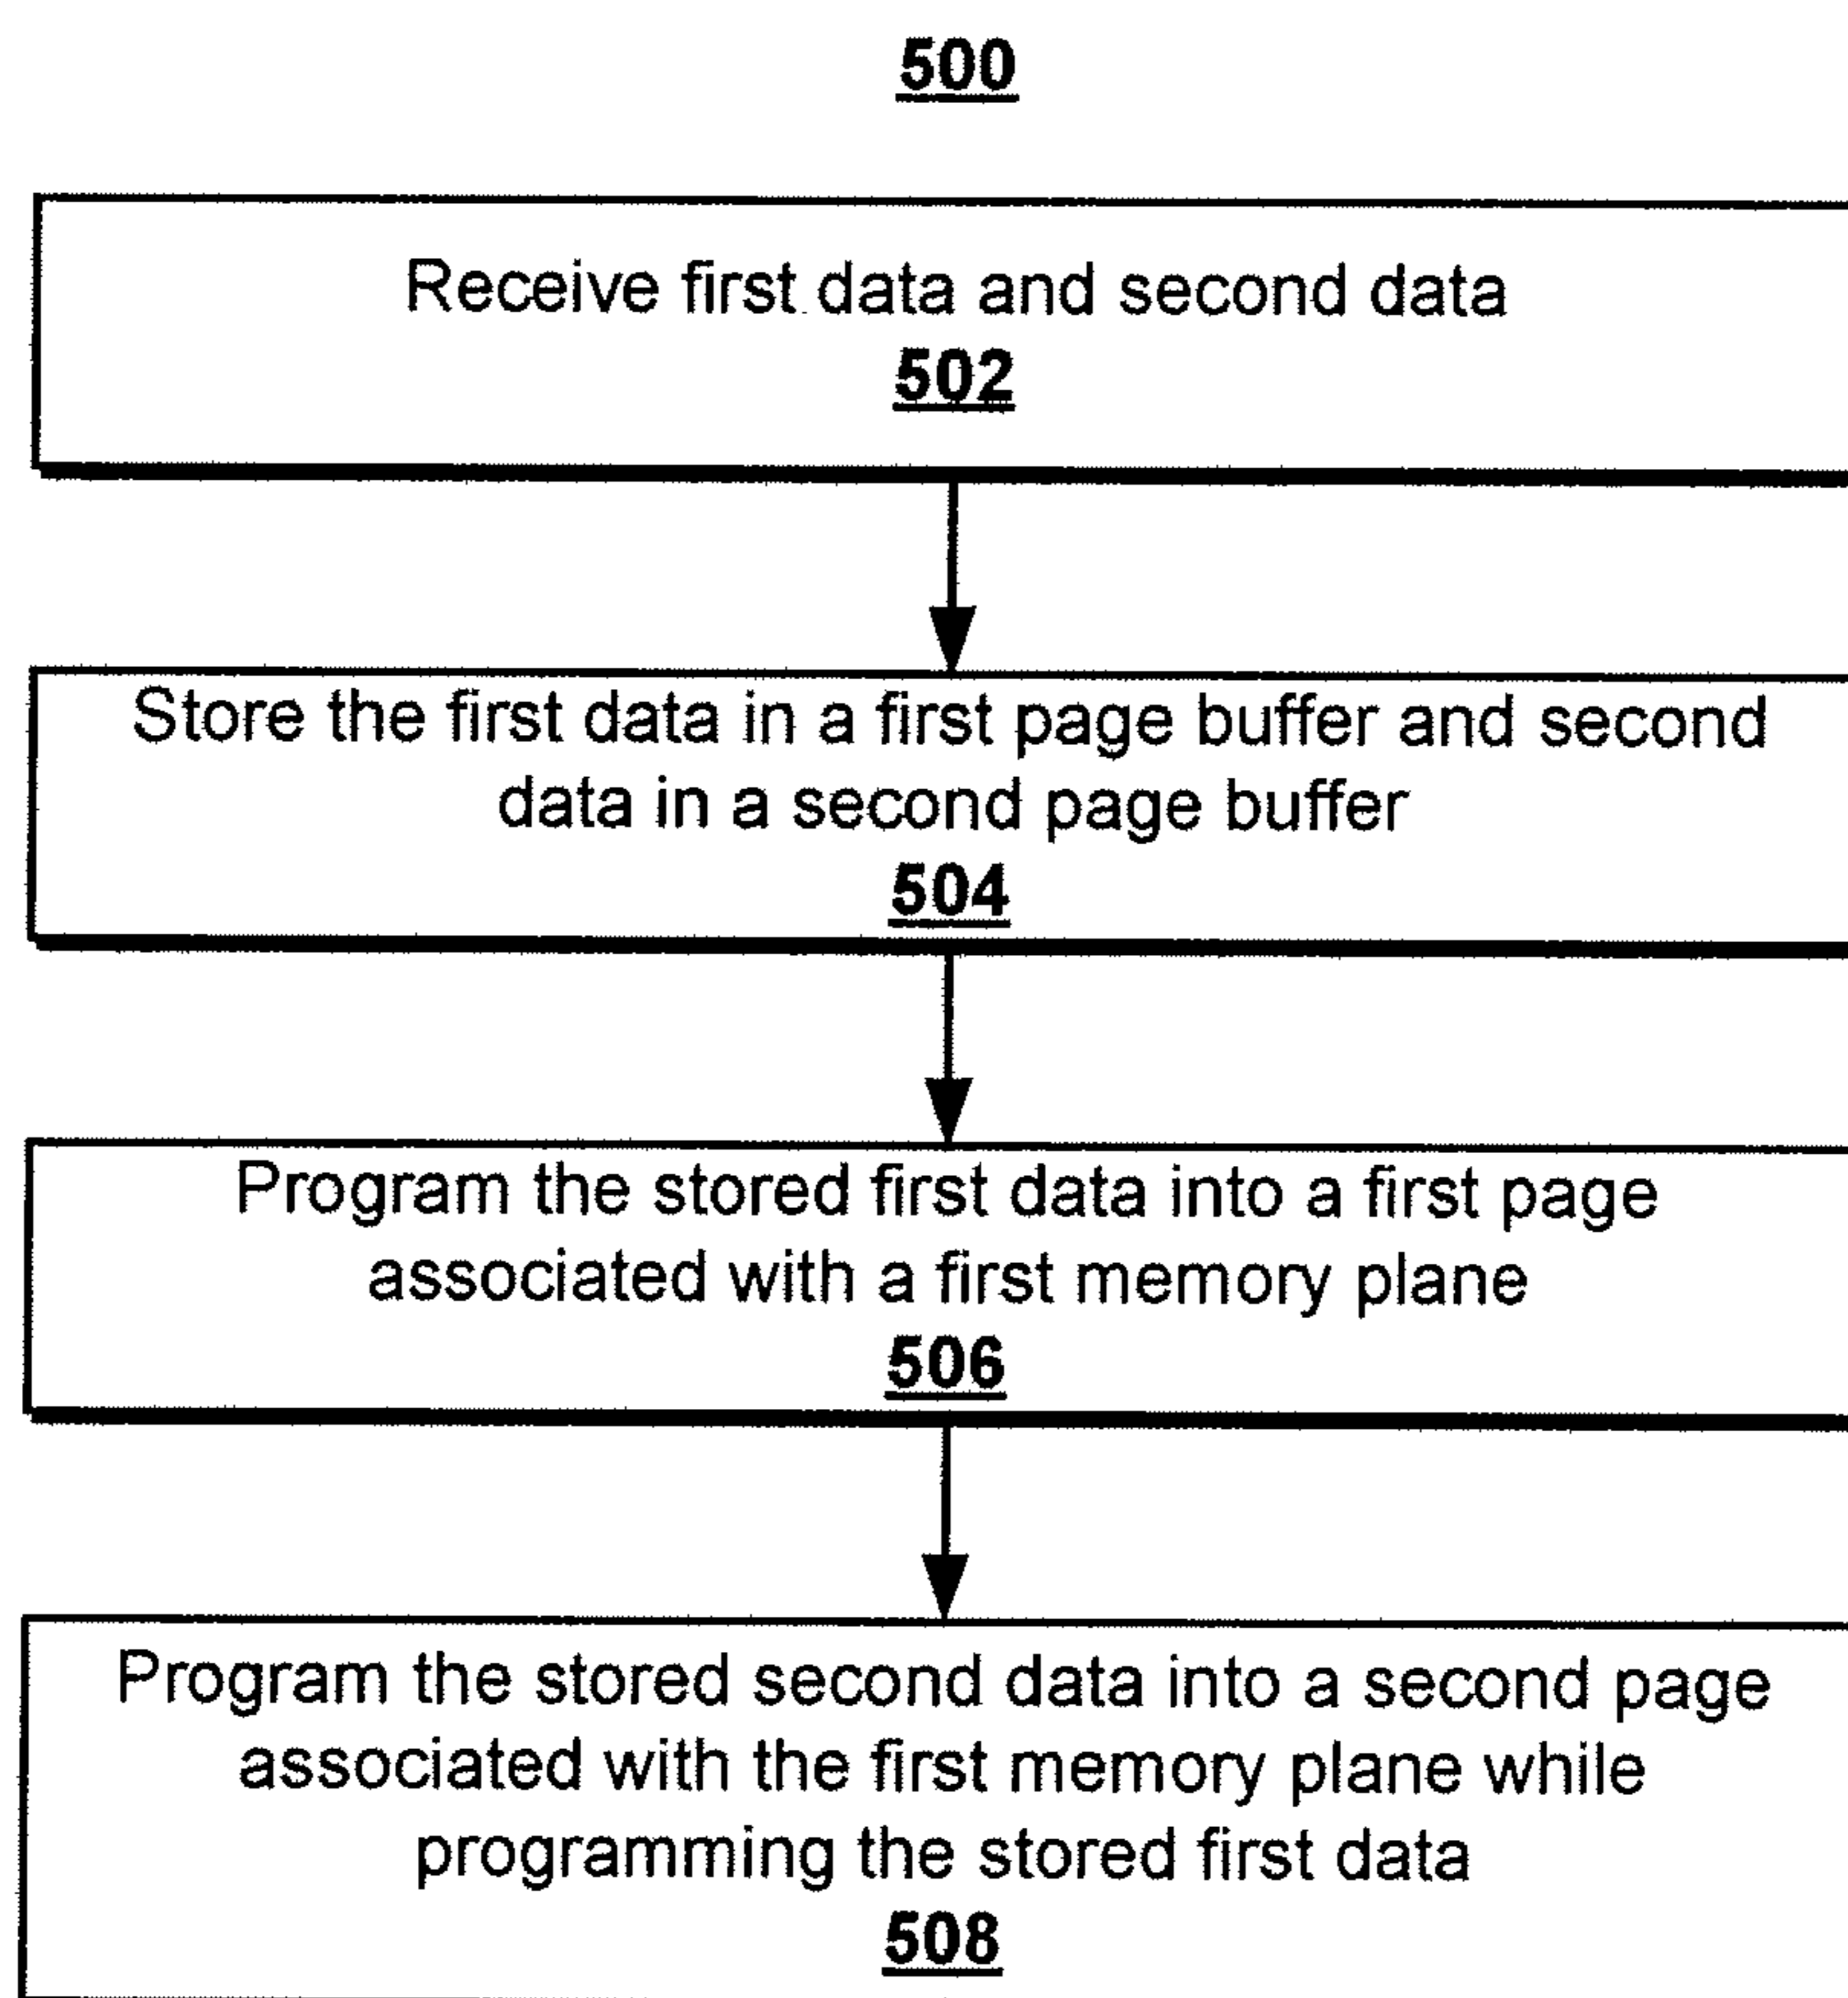 500
Receive first data and second data
502
Store the first data in a first page buffer and second
data in a second page buffer
504
Program the stored first data into a first page
associated with a first memory plane
506
Program the stored second data into a second page
associated with the first memory plane while
programming the stored first data
508